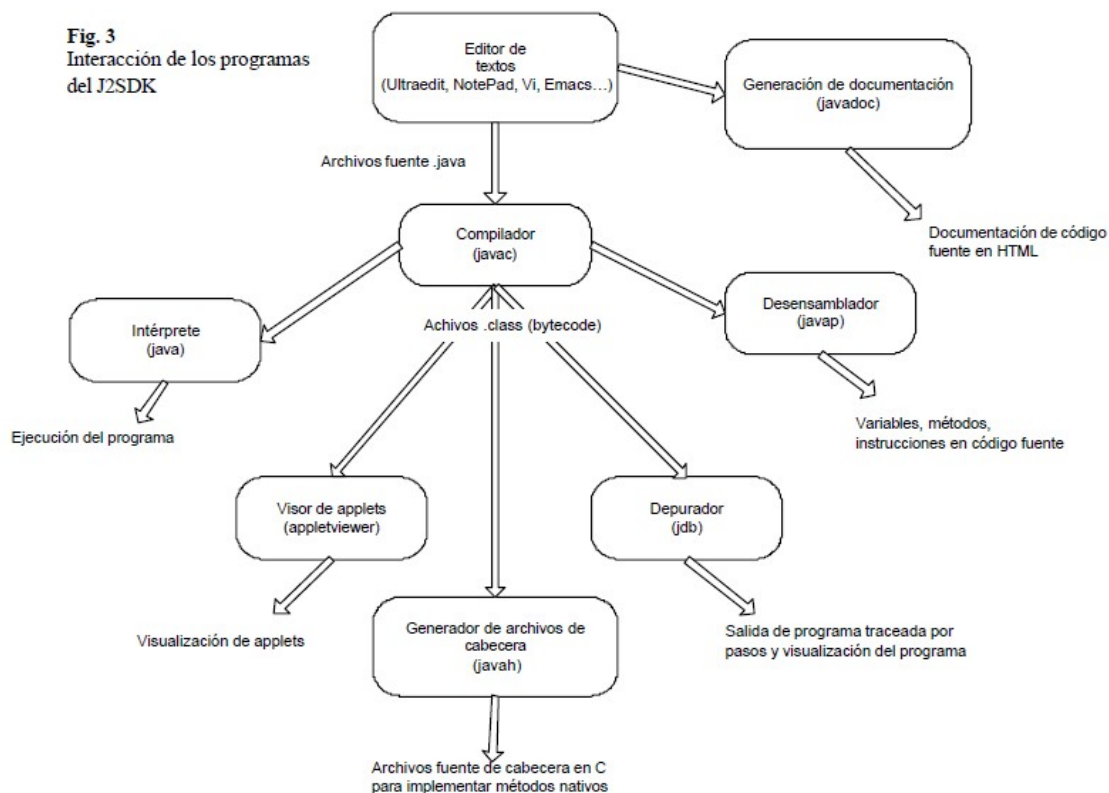 Fig. 3
Interacción de los programas
del J2SDK
Editor de
textos
(Ultraedit, NotePad, Vi, Emacs…)
Generación de documentación
(javadoc)
Archivos fuente .java
Compilador
(javac)
Documentación de código
fuente en HTML
Desensamblador
(javap)
Intérprete
(java)
Achivos .class (bytecode)
Ejecución del programa
Variables, métodos,
instrucciones en código fuente
Visor de applets
(appletviewer)
Depurador
(jdb)
Visualización de applets
Generador de archivos de
cabecera
(javah)
Salida de programa traceada por
pasos y visualización del programa
Archivos fuente de cabecera en C
para implementar métodos nativos